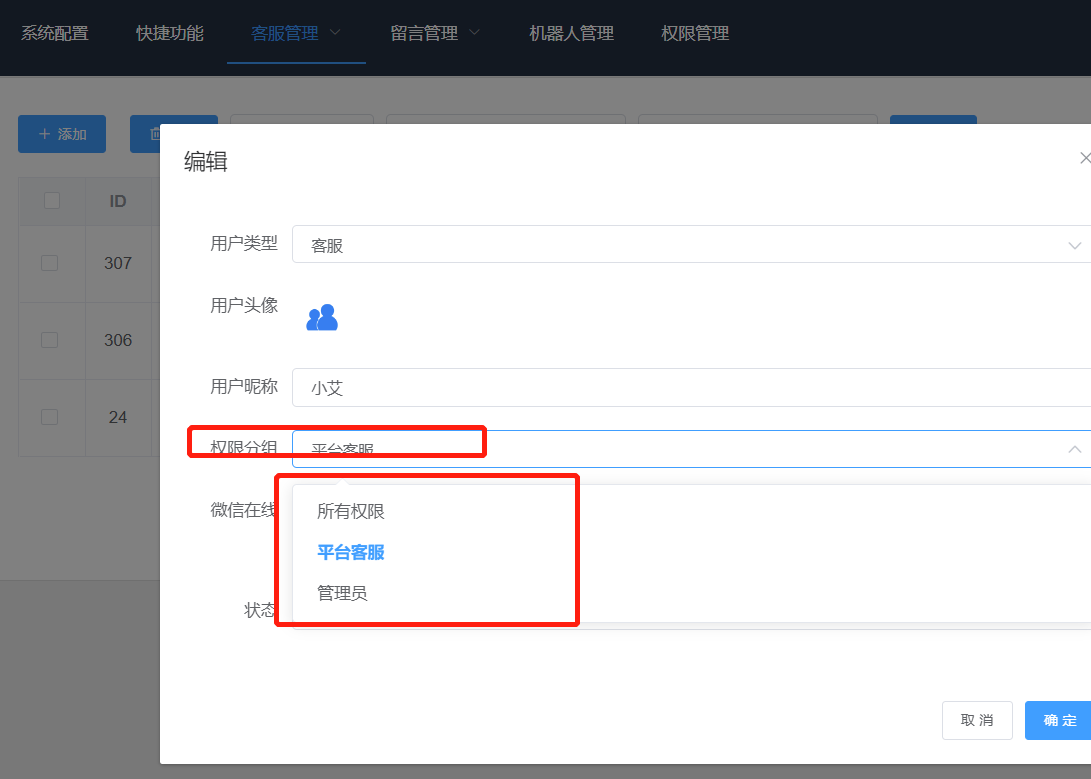 系统配置 快捷功能 客服管理 留言管理 机器人管理 权限管理
添加
编辑
ID
用户类型 客服
307
用户头像
306
用户昵称 小艾
24
权限分组 平台客服
微信在线
所有权限
平台客服
管理员
状态
取消 确定